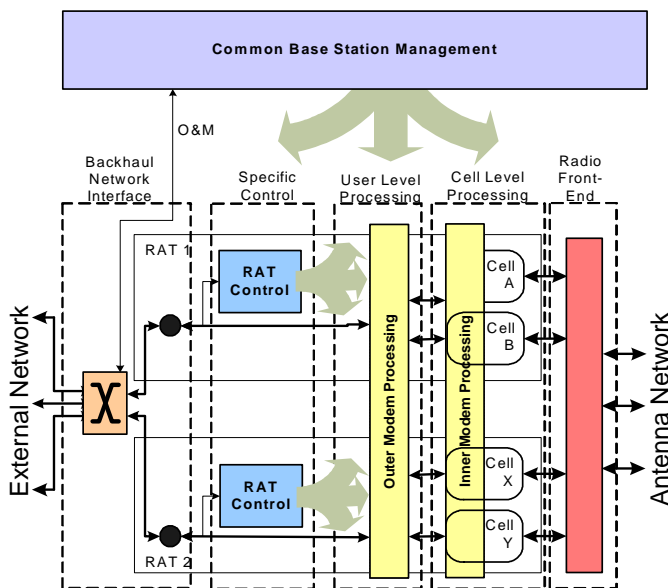 Common Base Station Management
O&M
Backhaul
Network
Interface
Specific
Control
User Level
Processing
Cell Level
Processing
Radio
Front-
End
RAT 1
RAT
Control
Cell
A
Cell
B
External Network
Outer Modem Processing
Inner Modem Processing
Antenna Network
RAT
Control
Cell
X
Cell
Y
RAT 2